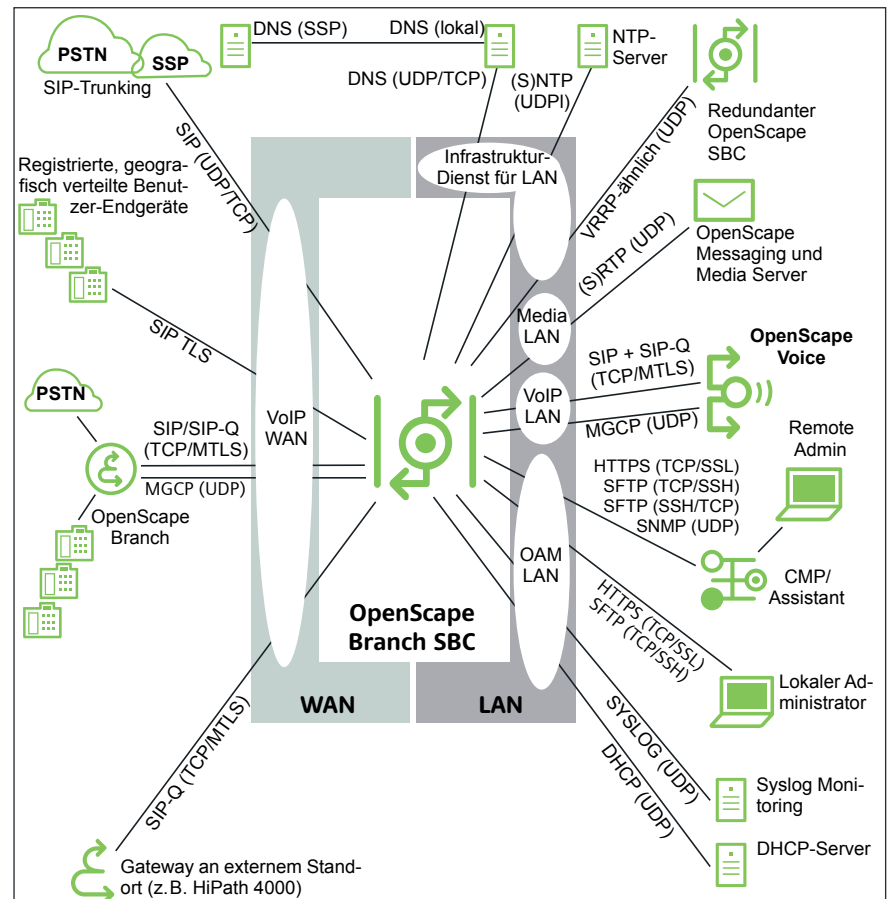 PSTN
SSP
SIP-Trunking
DNS (SSP)
DNS (lokal)
DNS (UDP/TCP)
NTP-
Server
(S)NTP
(UDPI)
Redundanter
OpenScape
SBC
VRRP-ähnlich (UDP)
SIP (UDP/TCP)
Registrierte, geogra-
fisch verteilte Benut-
zer-Endgeräte
Infrastruktur-
Dienst für LAN
OpenScape
Messaging und
Media Server
(S)RTP (UDP)
SIP TLS
Media
LAN
OpenScape
Voice
SIP + SIP-Q
(TCP/MTLS)
VoIP
LAN
MGCP (UDP)
PSTN
SIP/SIP-Q
(TCP/MTLS)
MGCP (UDP)
VoIP
WAN
OpenScape
Branch
Remote
Admin
HTTPS (TCP/SSL)
SFTP (TCP/SSH)
SFTP (SSH/TCP)
SNMP (UDP)
CMP/
Assistant
OAM
LAN
OpenScape
Branch SBC
HTTPS (TCP/SSL)
SFTP (TCP/SSH)
Lokaler Ad-
ministrator
WAN
LAN
SIP-Q (TCP/MTLS)
SYSLOG (UDP)
DHCP (UDP)
Syslog Moni-
toring
DHCP-Server
Gateway an externem Stand-
ort (z.B. HiPath 4000)